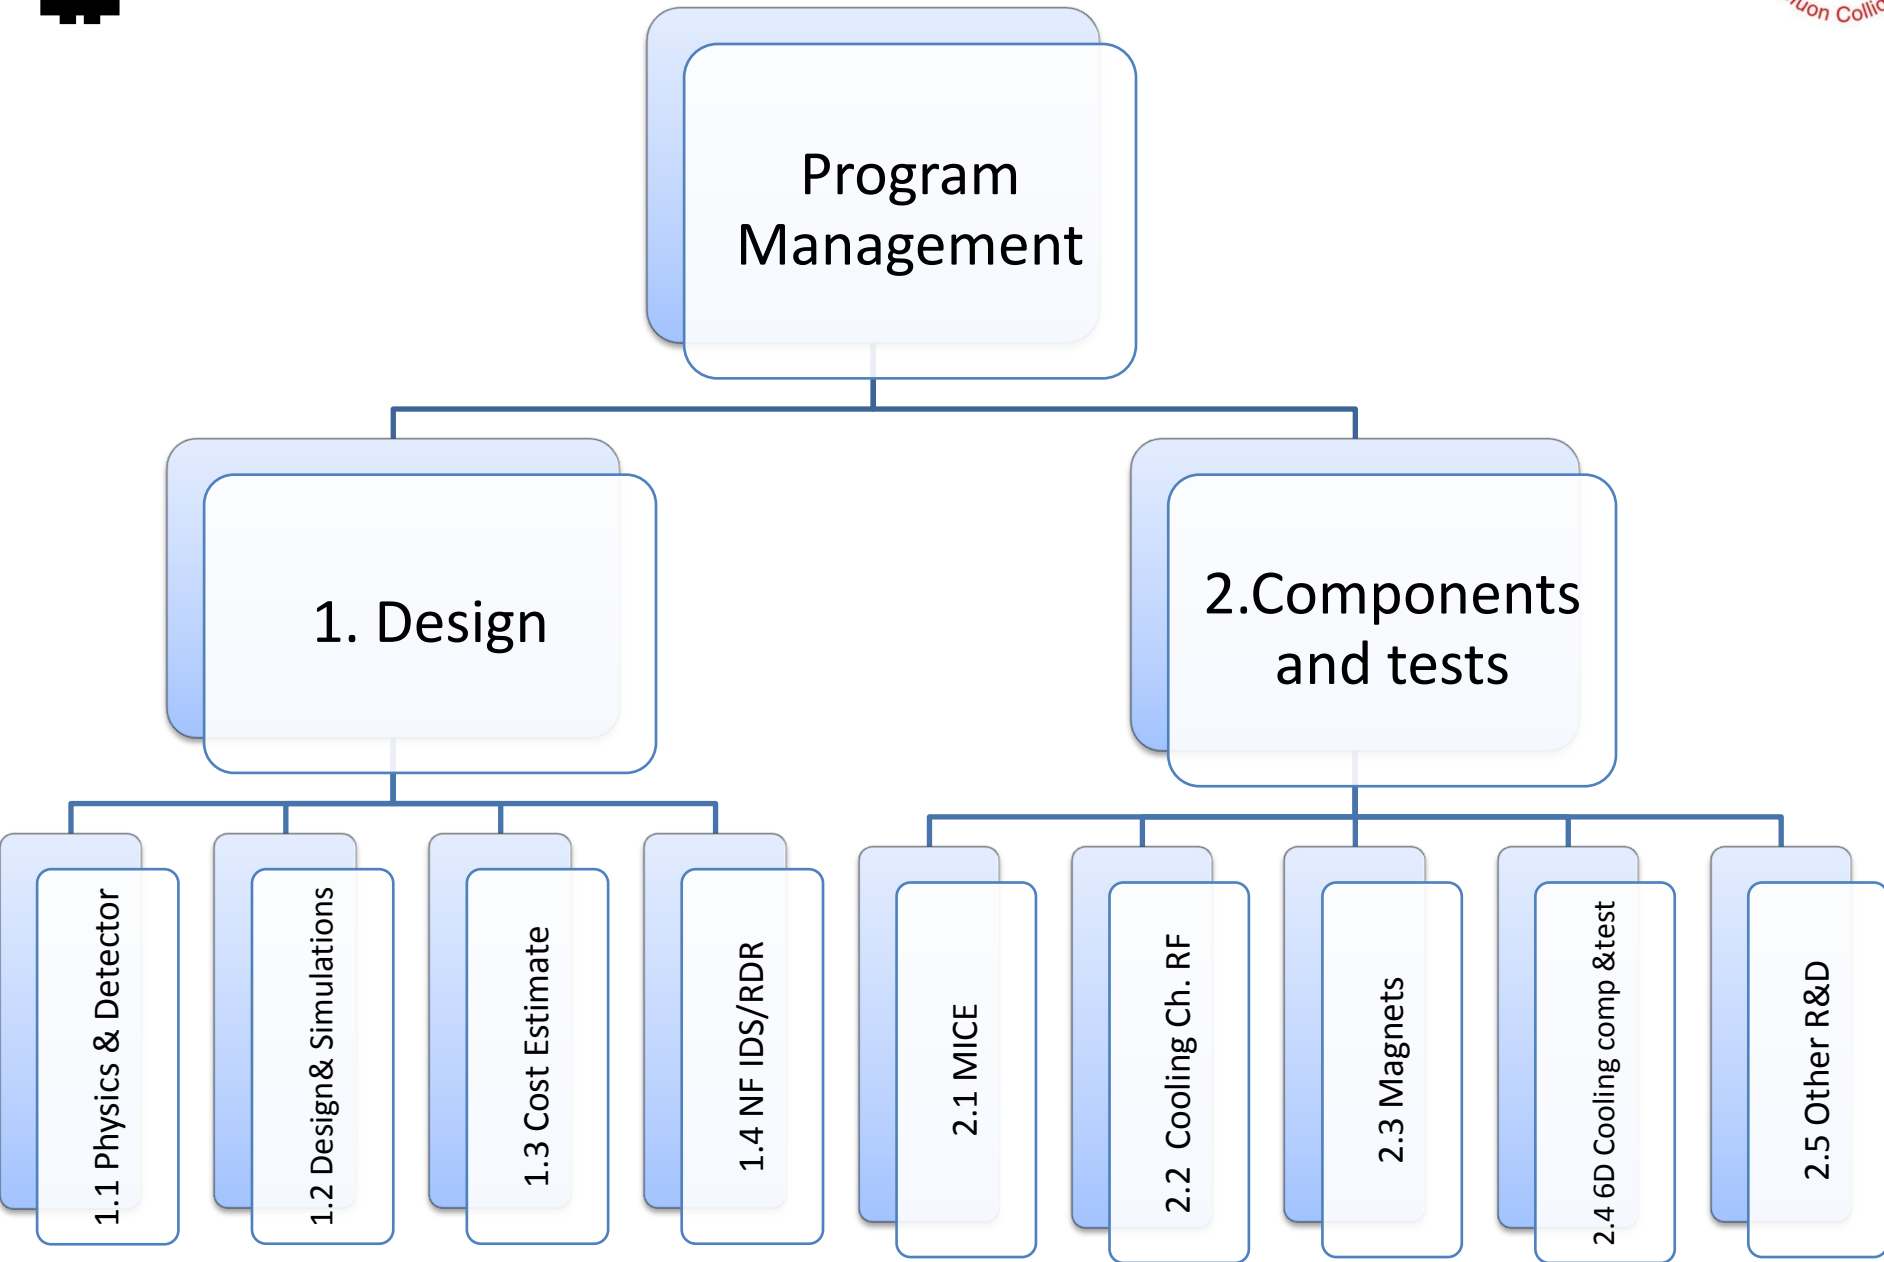 Collic
Program
Management
1. Design
2.Components
and tests
1.1 Physics & Detector
1.2 Design& Simulations
1.3 Cost Estimate
1.4 NF IDS/RDR
2.1 MICE
2.2 Cooling Ch. RF
2.3 Magnets
2.4 6D Cooling comp &test
2.5 Other R&D